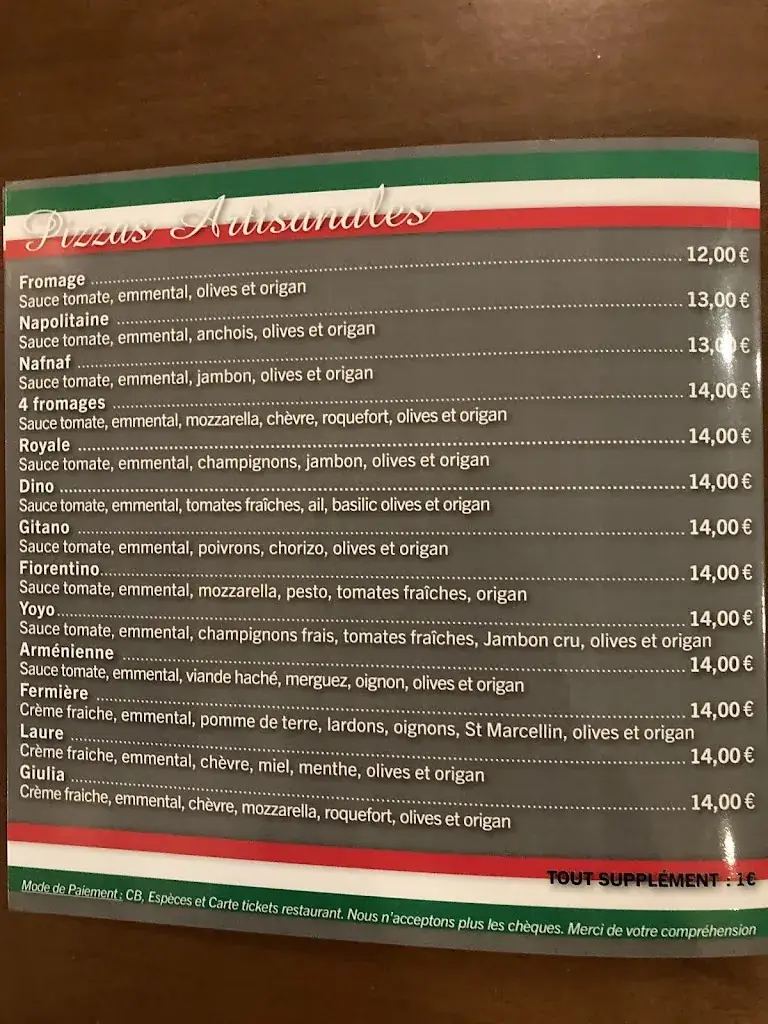 Pizzas Artisanales
Fromage ........ 12,00 €
Sauce tomate, emmental, olives et origan
Napolitaine ........ 13,00 €
Sauce tomate, emmental, anchois, olives et origan
Nafnaf ........ 13,00 €
Sauce tomate, emmental, jambon, olives et origan
4 fromages ........ 14,00 €
Sauce tomate, emmental, mozzarella, chèvre, roquefort, olives et origan
Royale ........ 14,00 €
Sauce tomate, emmental, champignons, jambon, olives et origan
Dino ........ 14,00 €
Sauce tomate, emmental, tomates fraîches, ail, basilic olives et origan
Gitano ........ 14,00 €
Sauce tomate, emmental, poivrons, chorizo, olives et origan
Fiorentino ........ 14,00 €
Sauce tomate, emmental, mozzarella, pesto, tomates fraîches, origan
Yoyo ........ 14,00 €
Sauce tomate, emmental, champignons frais, tomates fraîches, Jambon cru, olives et origan
Arménienne ........ 14,00 €
Sauce tomate, emmental, viande haché, merguez, oignon, olives et origan
Fermière ........ 14,00 €
Crème fraiche, emmental, pomme de terre, lardons, oignons, St Marcellin, olives et origan
Laure ........ 14,00 €
Crème fraiche, emmental, chèvre, miel, menthe, olives et origan
Giulia ........ 14,00 €
Crème fraiche, emmental, chèvre, mozzarella, roquefort, olives et origan
TOUT SUPPLÉMENT : 1€
Mode de Paiement : CB, Espèces et Carte tickets restaurant. Nous n'acceptons plus les chèques. Merci de votre compréhension